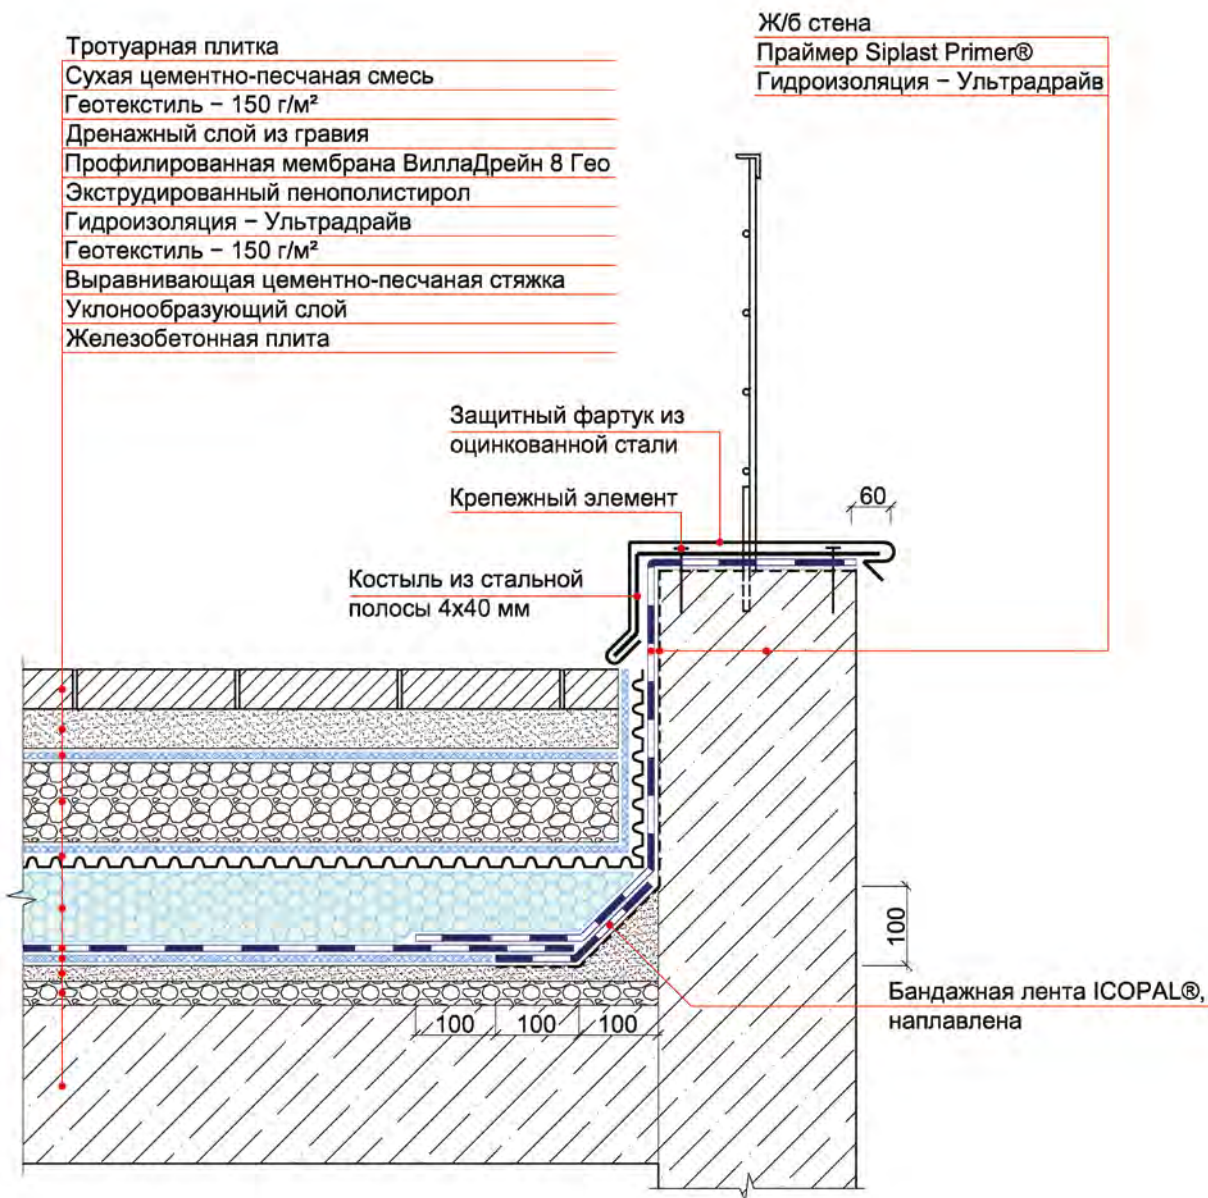 Тротуарная плитка
Сухая цементно-песчаная смесь
Геотекстиль – 150 г/м²
Дренажный слой из гравия
Профилированная мембрана ВиллаДрейн 8 Гео
Экструдированный пенополистирол
Гидроизоляция – Ультрадрайв
Геотекстиль – 150 г/м²
Выравнивающая цементно-песчаная стяжка
Уклонообразующий слой
Железобетонная плита
Ж/б стена
Праймер Siplast Primer®
Гидроизоляция – Ультрадрайв
Защитный фартук из
оцинкованной стали
Крепежный элемент
60
Костыль из стальной
полосы 4х40 мм
100
Бандажная лента ICOPAL®,
наплавлена
100 100 100